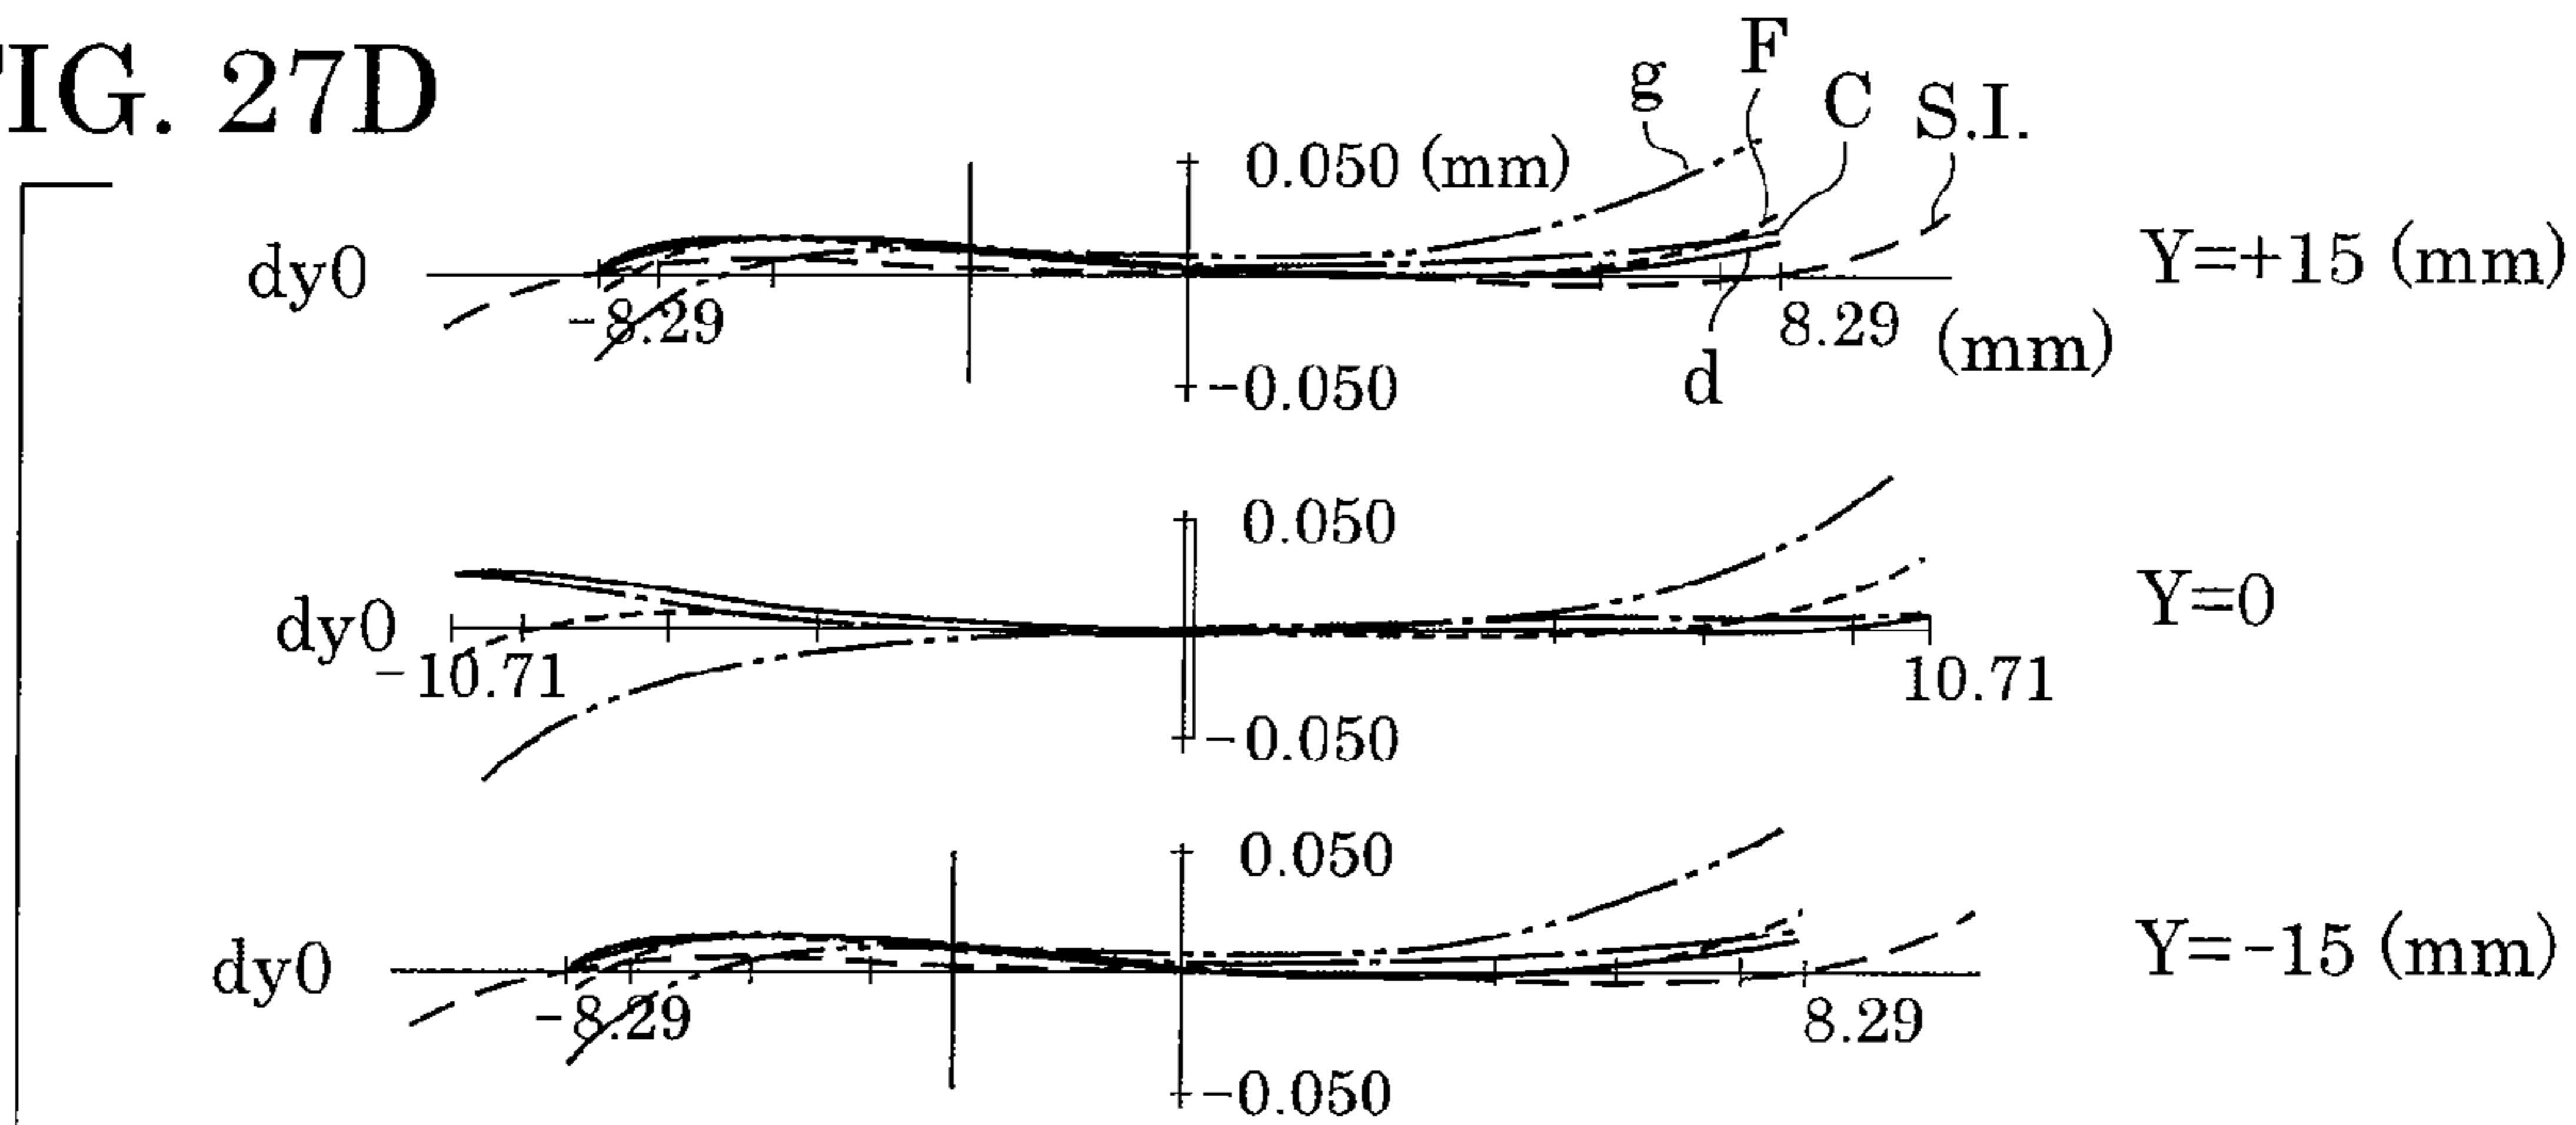 FIG. 27D
g F C S.I.
0.050 (mm)
dy0 Y=+15 (mm)
-8.29 8.29 (mm)
d
-0.050
0.050
dy0 Y=0
-10.71 10.71
-0.050
0.050
dy0 Y=-15 (mm)
-8.29 8.29
-0.050